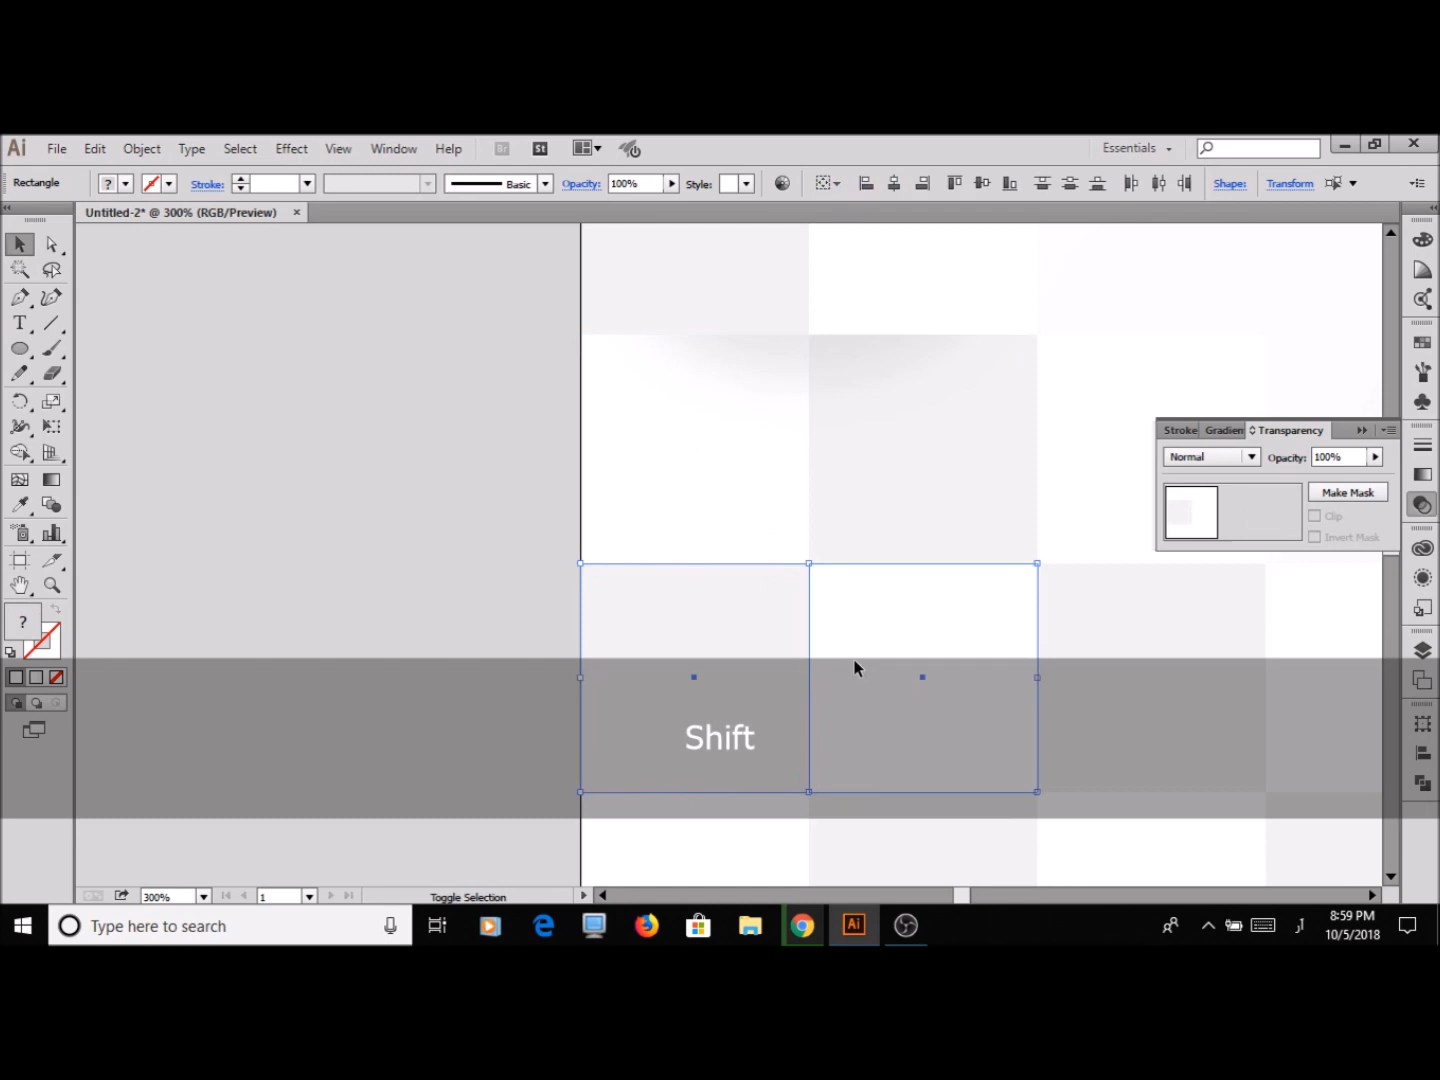 Ai File Edit Object Type Select Effect View Window Help Br St Essentials
Rectangle ? Stroke: Basic Opacity: 100% Style: Shape: Transform
Untitled-2* @ 300% (RGB/Preview) ×
Stroke Gradien Transparency
Normal Opacity: 100%
Make Mask
Clip
Invert Mask
T
?
Shift
300% 1 Toggle Selection
Type here to search
8:59 PM
10/5/2018